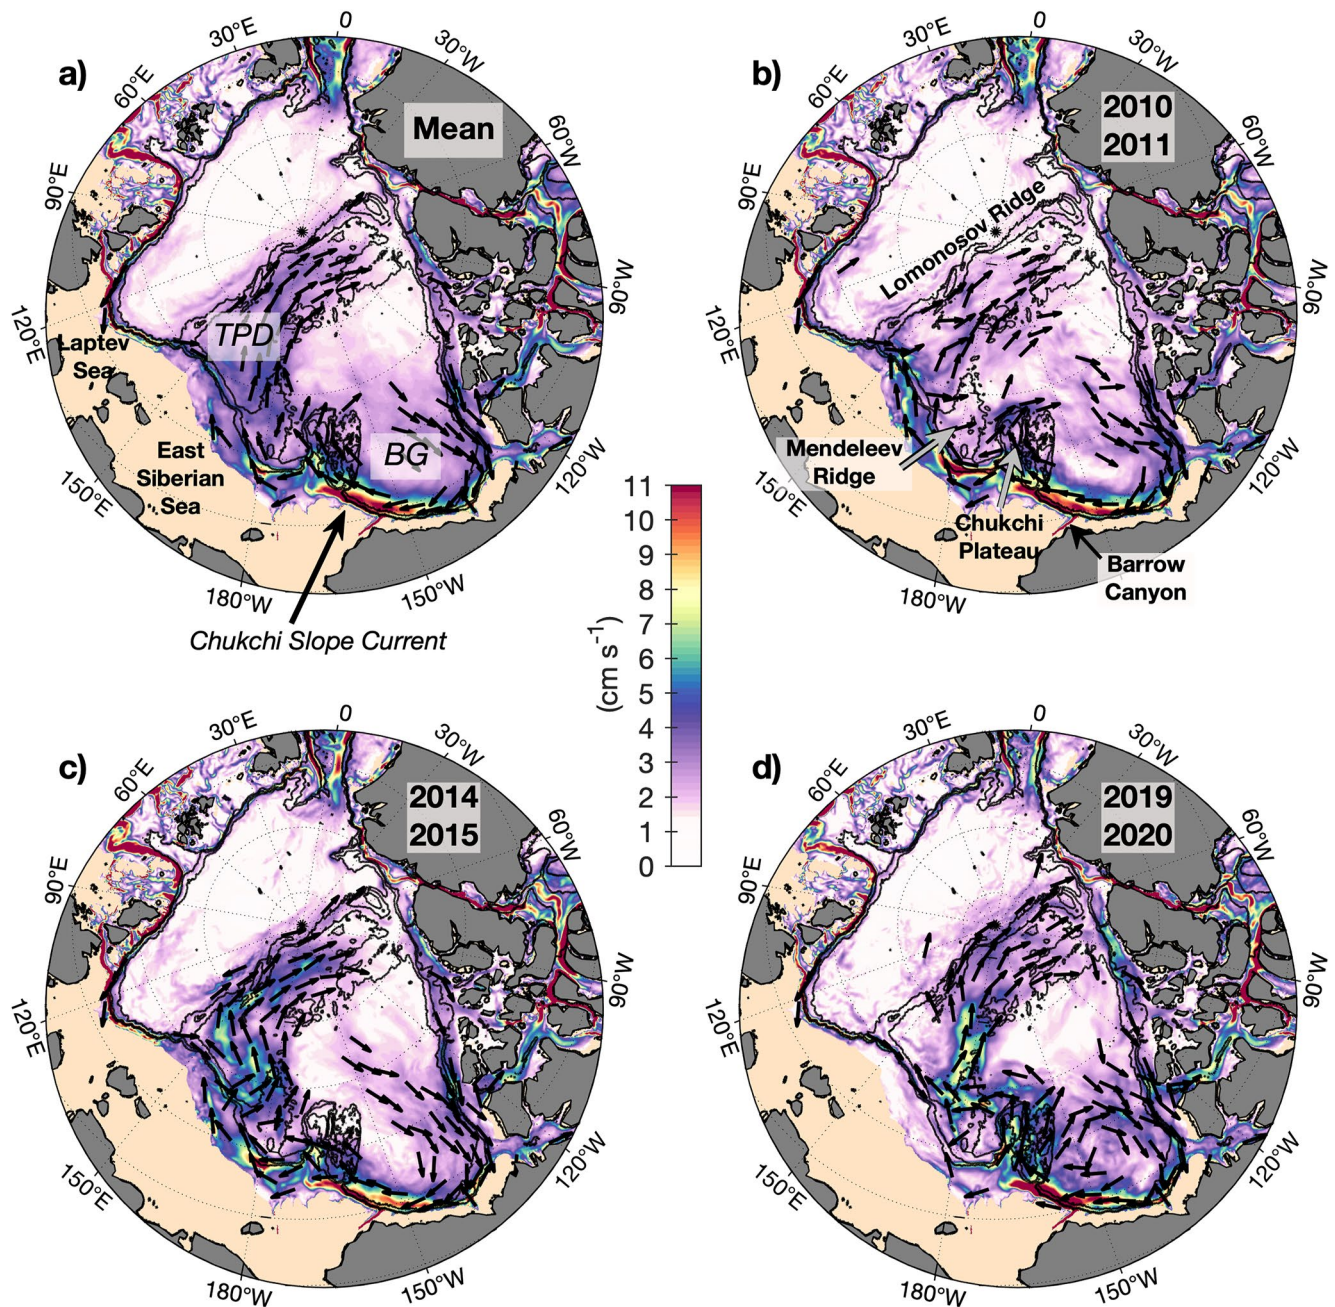 a)
Mean
0
30°E
30°W
60°E
60°W
90°E
90°W
120°E
120°W
150°E
150°W
180°W
TPD
BG
Laptev
Sea
East
Siberian
Sea
Chukchi Slope Current
b)
2010
2011
0
30°E
30°W
60°E
60°W
90°E
90°W
120°E
120°W
150°E
180°W
Lomonosov Ridge
Mendeleev
Ridge
Chukchi
Plateau
Barrow
Canyon
11
10
9
8
7
6
5
4
3
2
1
0
(cm s⁻¹)
c)
2014
2015
0
30°E
30°W
60°E
60°W
90°E
90°W
120°E
120°W
150°E
150°W
180°W
d)
2019
2020
0
30°E
30°W
60°E
60°W
90°E
90°W
120°E
120°W
150°E
150°W
180°W